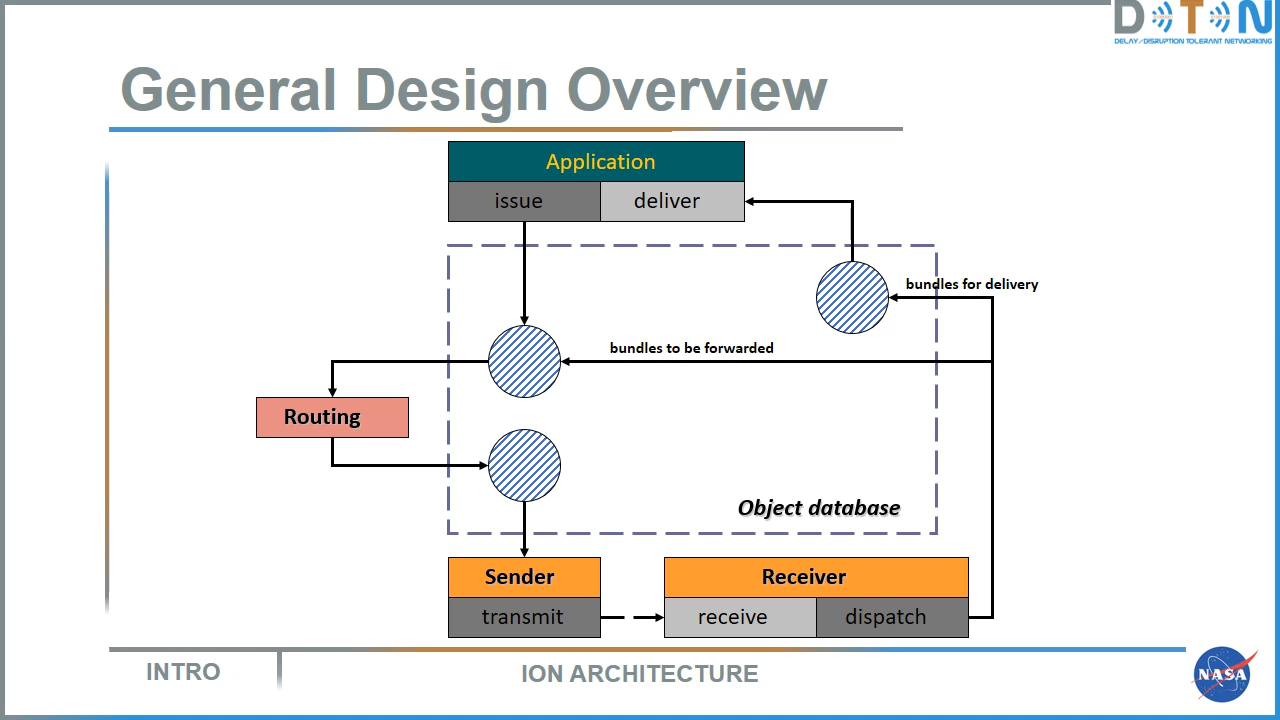 DTN
DELAY/DISRUPTION TOLERANT NETWORKING
General Design Overview
Application
issue
deliver
bundles for delivery
bundles to be forwarded
Routing
Object database
Sender
Receiver
transmit
receive
dispatch
INTRO
ION ARCHITECTURE
NASA